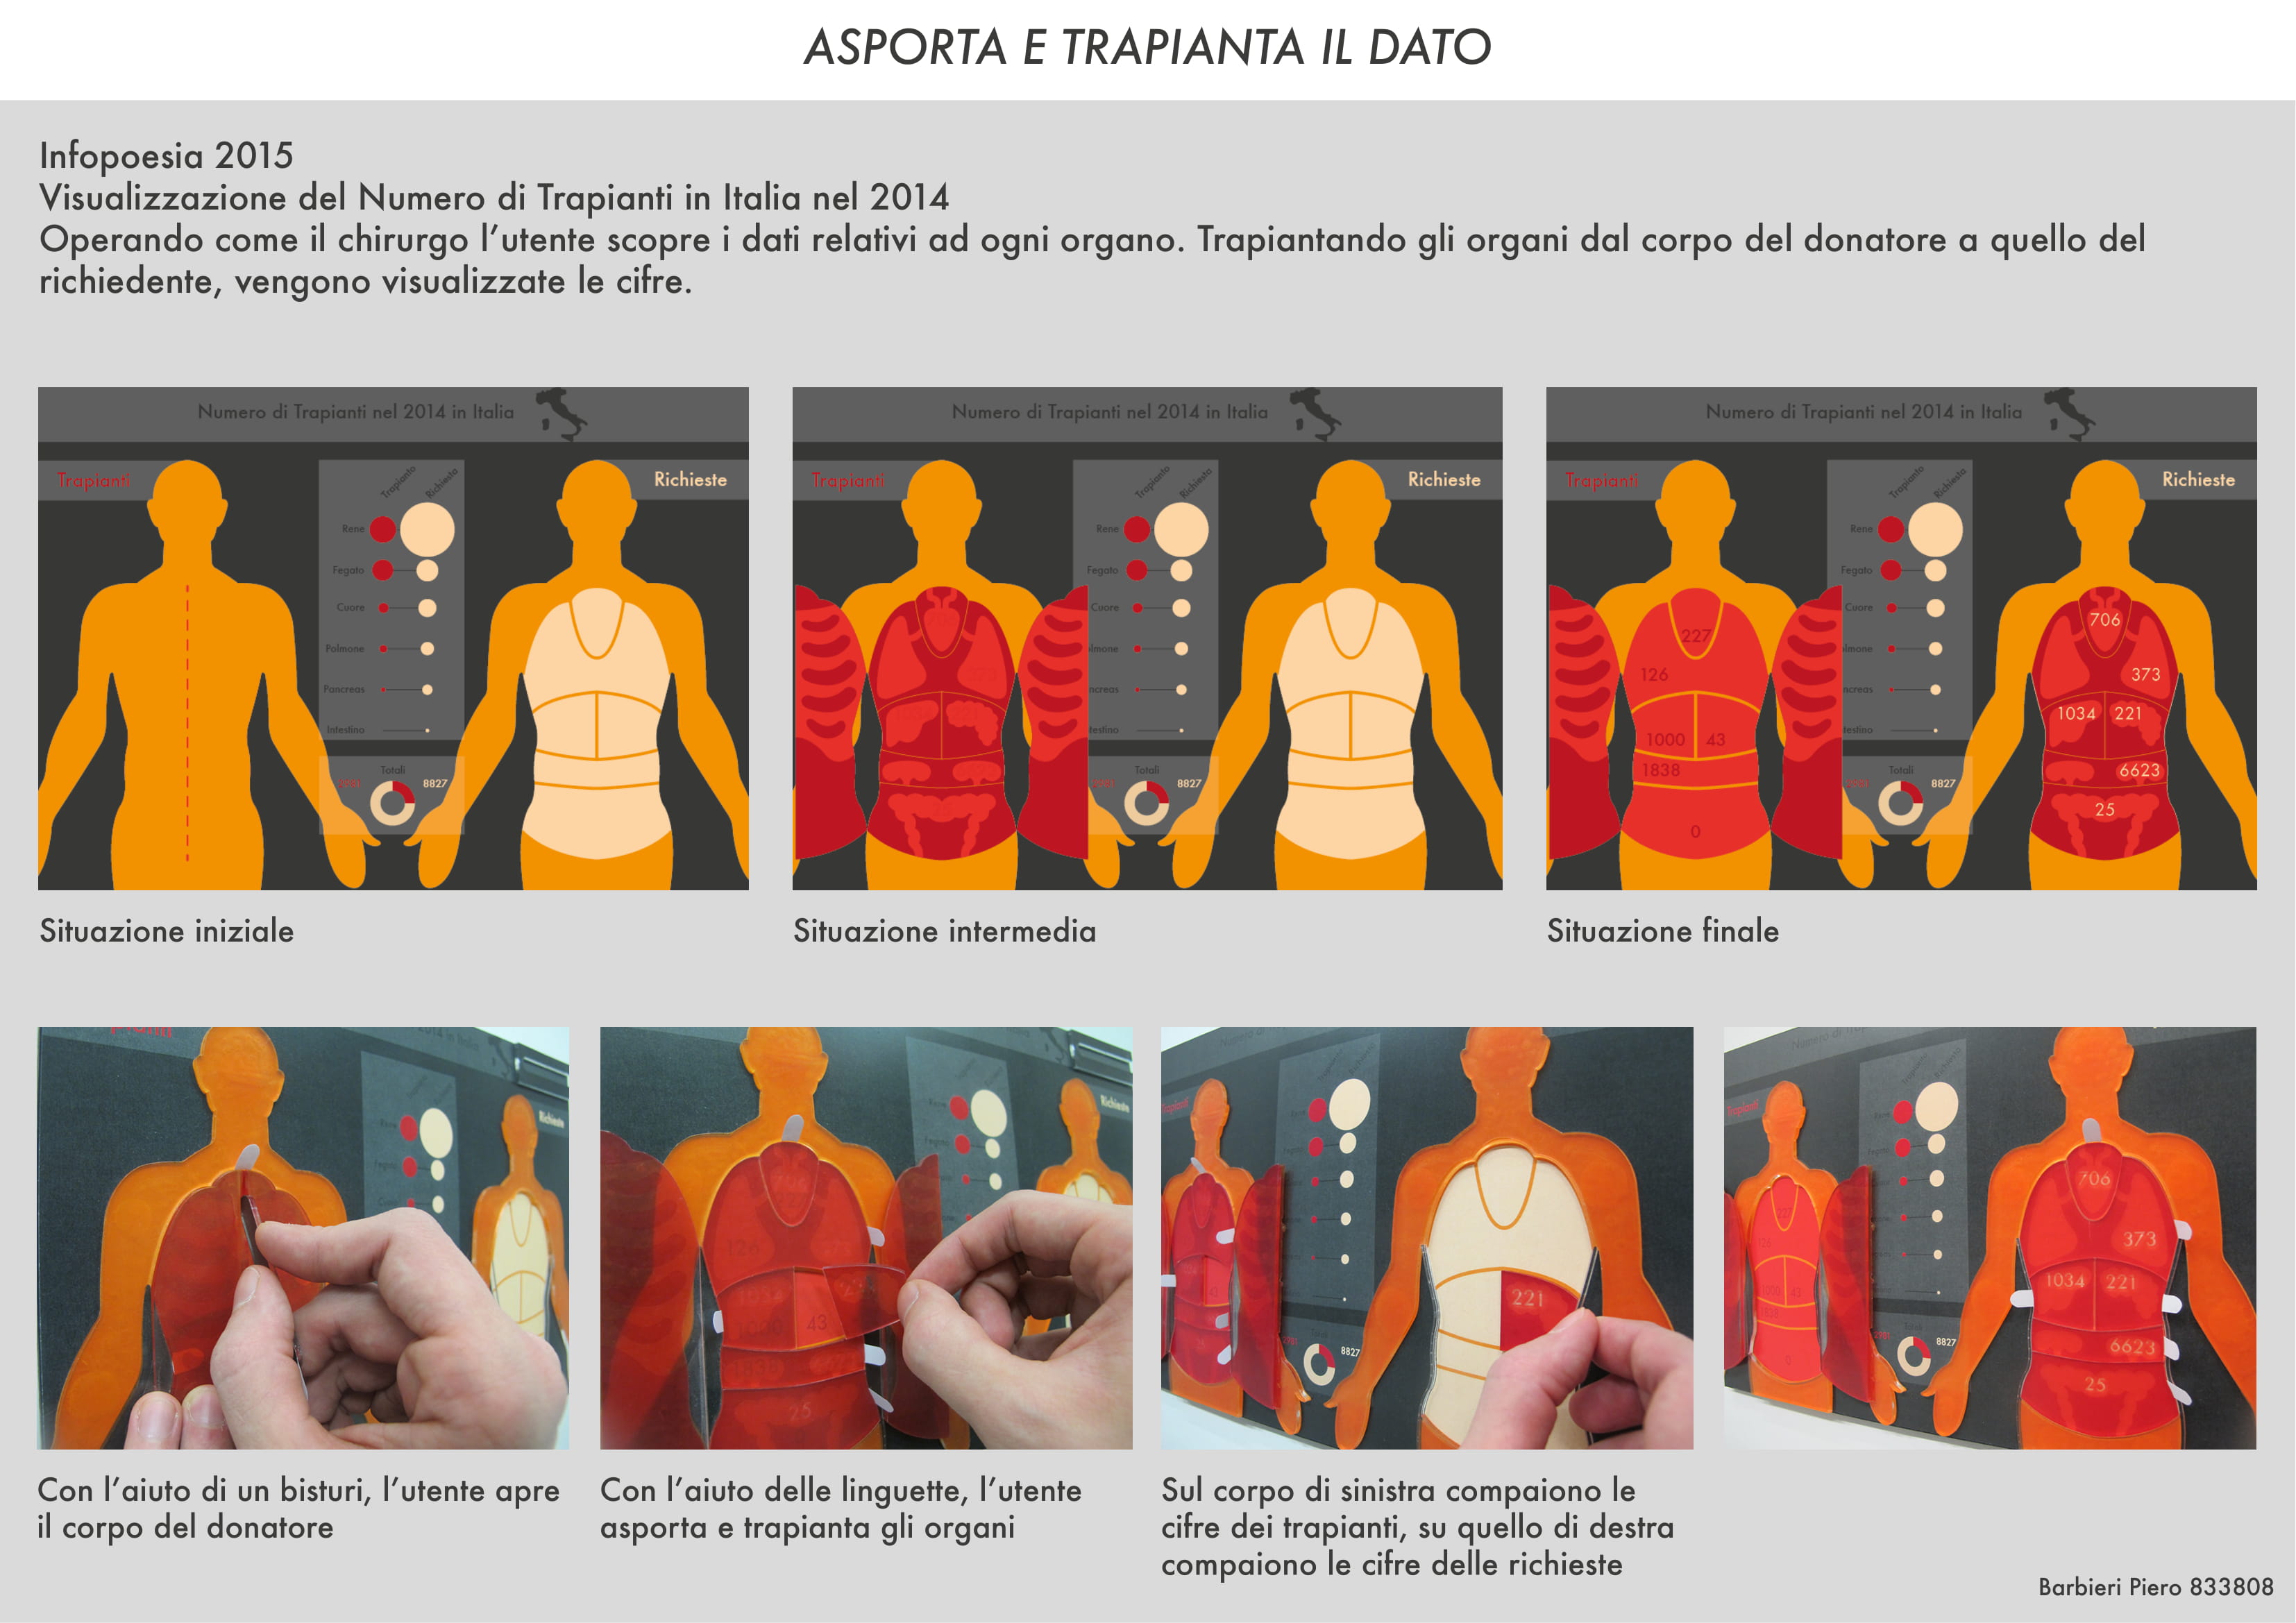 ASPORTA E TRAPIANTA IL DATO
Infopoesia 2015
Visualizzazione del Numero di Trapianti in Italia nel 2014
Operando come il chirurgo l'utente scopre i dati relativi ad ogni organo. Trapiantando gli organi dal corpo del donatore a quello del
richiedente, vengono visualizzate le cifre.
Numero di Trapianti nel 2014 in Italia
Trapianti
Trapianto
Richiesta
Richieste
Rene
Fegato
Cuore
Polmone
Pancreas
Intestino
Totali
8827
Numero di Trapianti nel 2014 in Italia
Trapianti
Trapianto
Richiesta
Richieste
Rene
Fegato
Cuore
lmone
ncreas
testino
Totali
8827
Numero di Trapianti nel 2014 in Italia
Trapianti
Trapianto
Richiesta
Richieste
Rene
Fegato
Cuore
lmone
ncreas
testino
Totali
8827
227
126
1000
43
1838
0
706
373
1034
221
6623
25
Situazione iniziale
Situazione intermedia
Situazione finale
Richieste
Richieste
126
43
25
221
8827
706
373
1034
221
6623
25
8827
Con l'aiuto di un bisturi, l'utente apre
il corpo del donatore
Con l'aiuto delle linguette, l'utente
asporta e trapianta gli organi
Sul corpo di sinistra compaiono le
cifre dei trapianti, su quello di destra
compaiono le cifre delle richieste
Barbieri Piero 833808